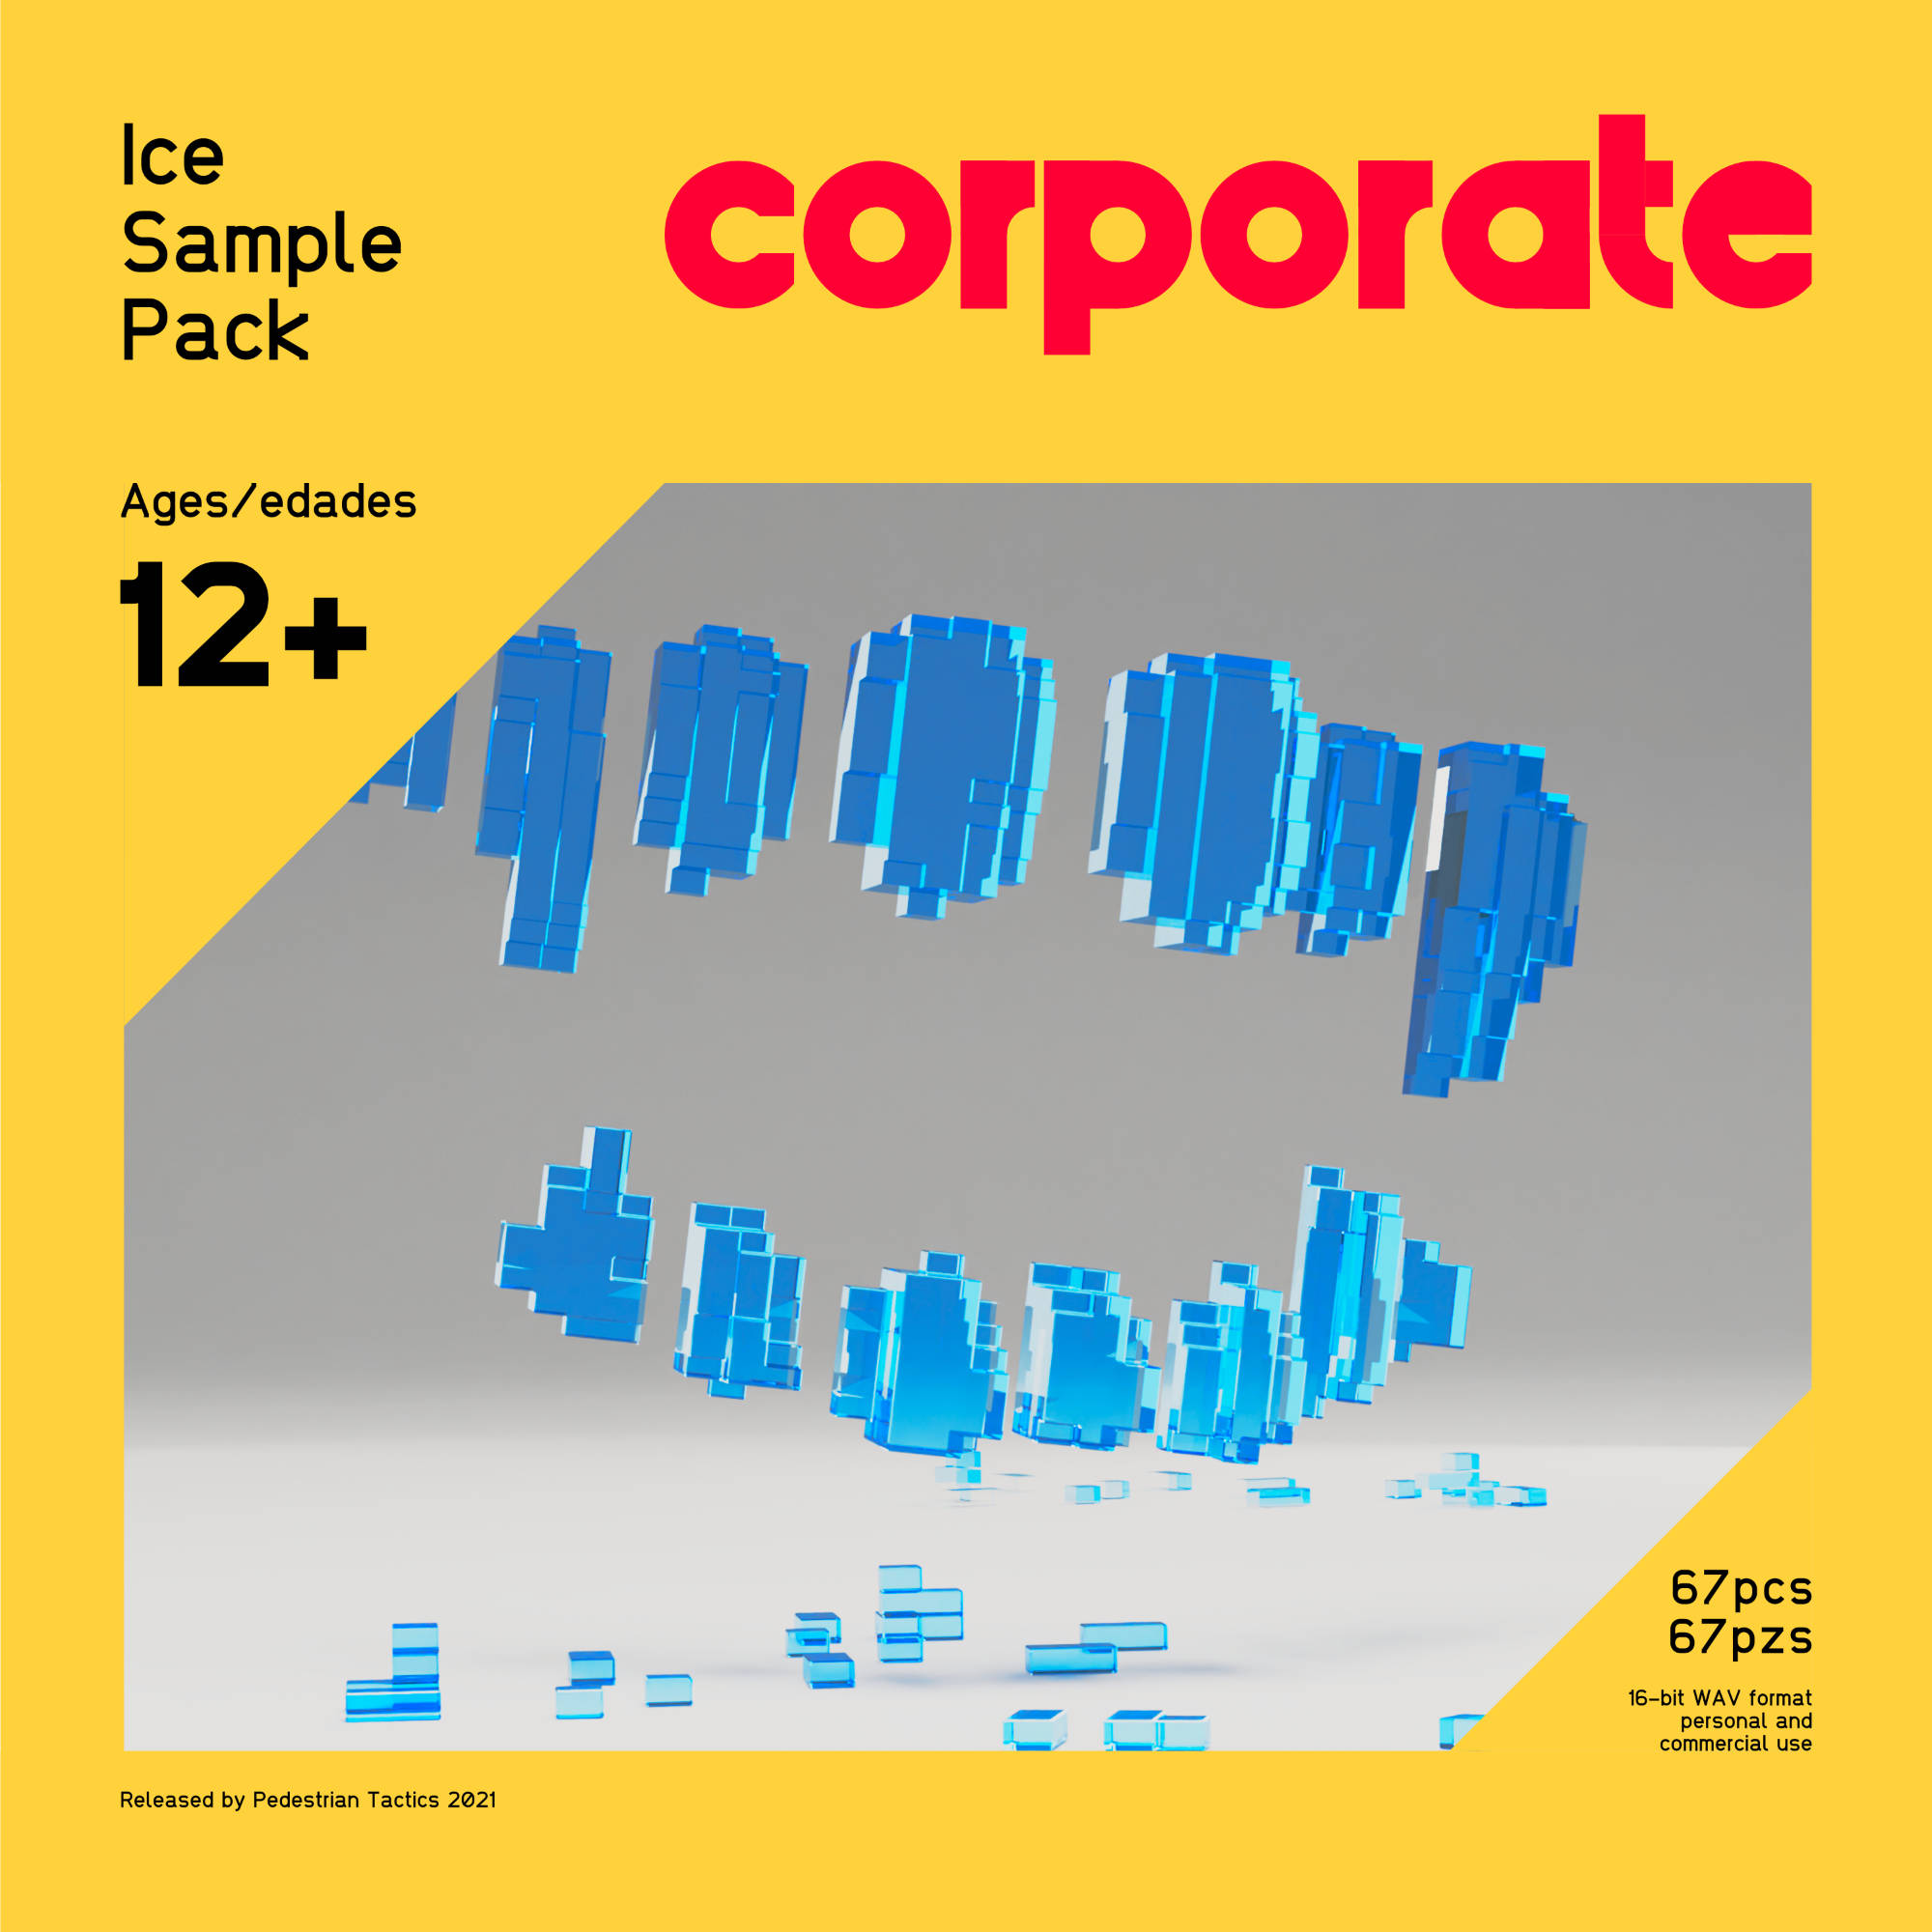 Ice
Sample
Pack
corporate
Ages/edades
12+
67pcs
67pzs
16-bit WAV format
personal and
commercial use
Released by Pedestrian Tactics 2021